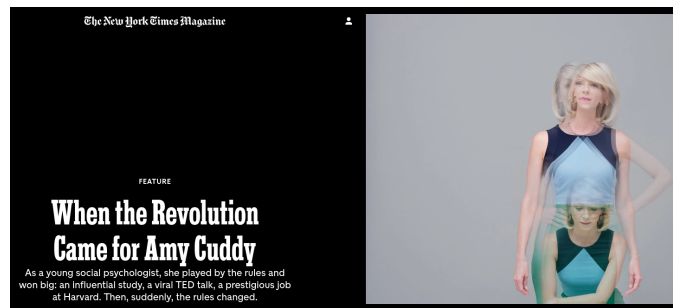 The New York Times Magazine
FEATURE
When the Revolution
Came for Amy Cuddy
As a young social psychologist, she played by the rules and
won big: an influential study, a viral TED talk, a prestigious job
at Harvard. Then, suddenly, the rules changed.